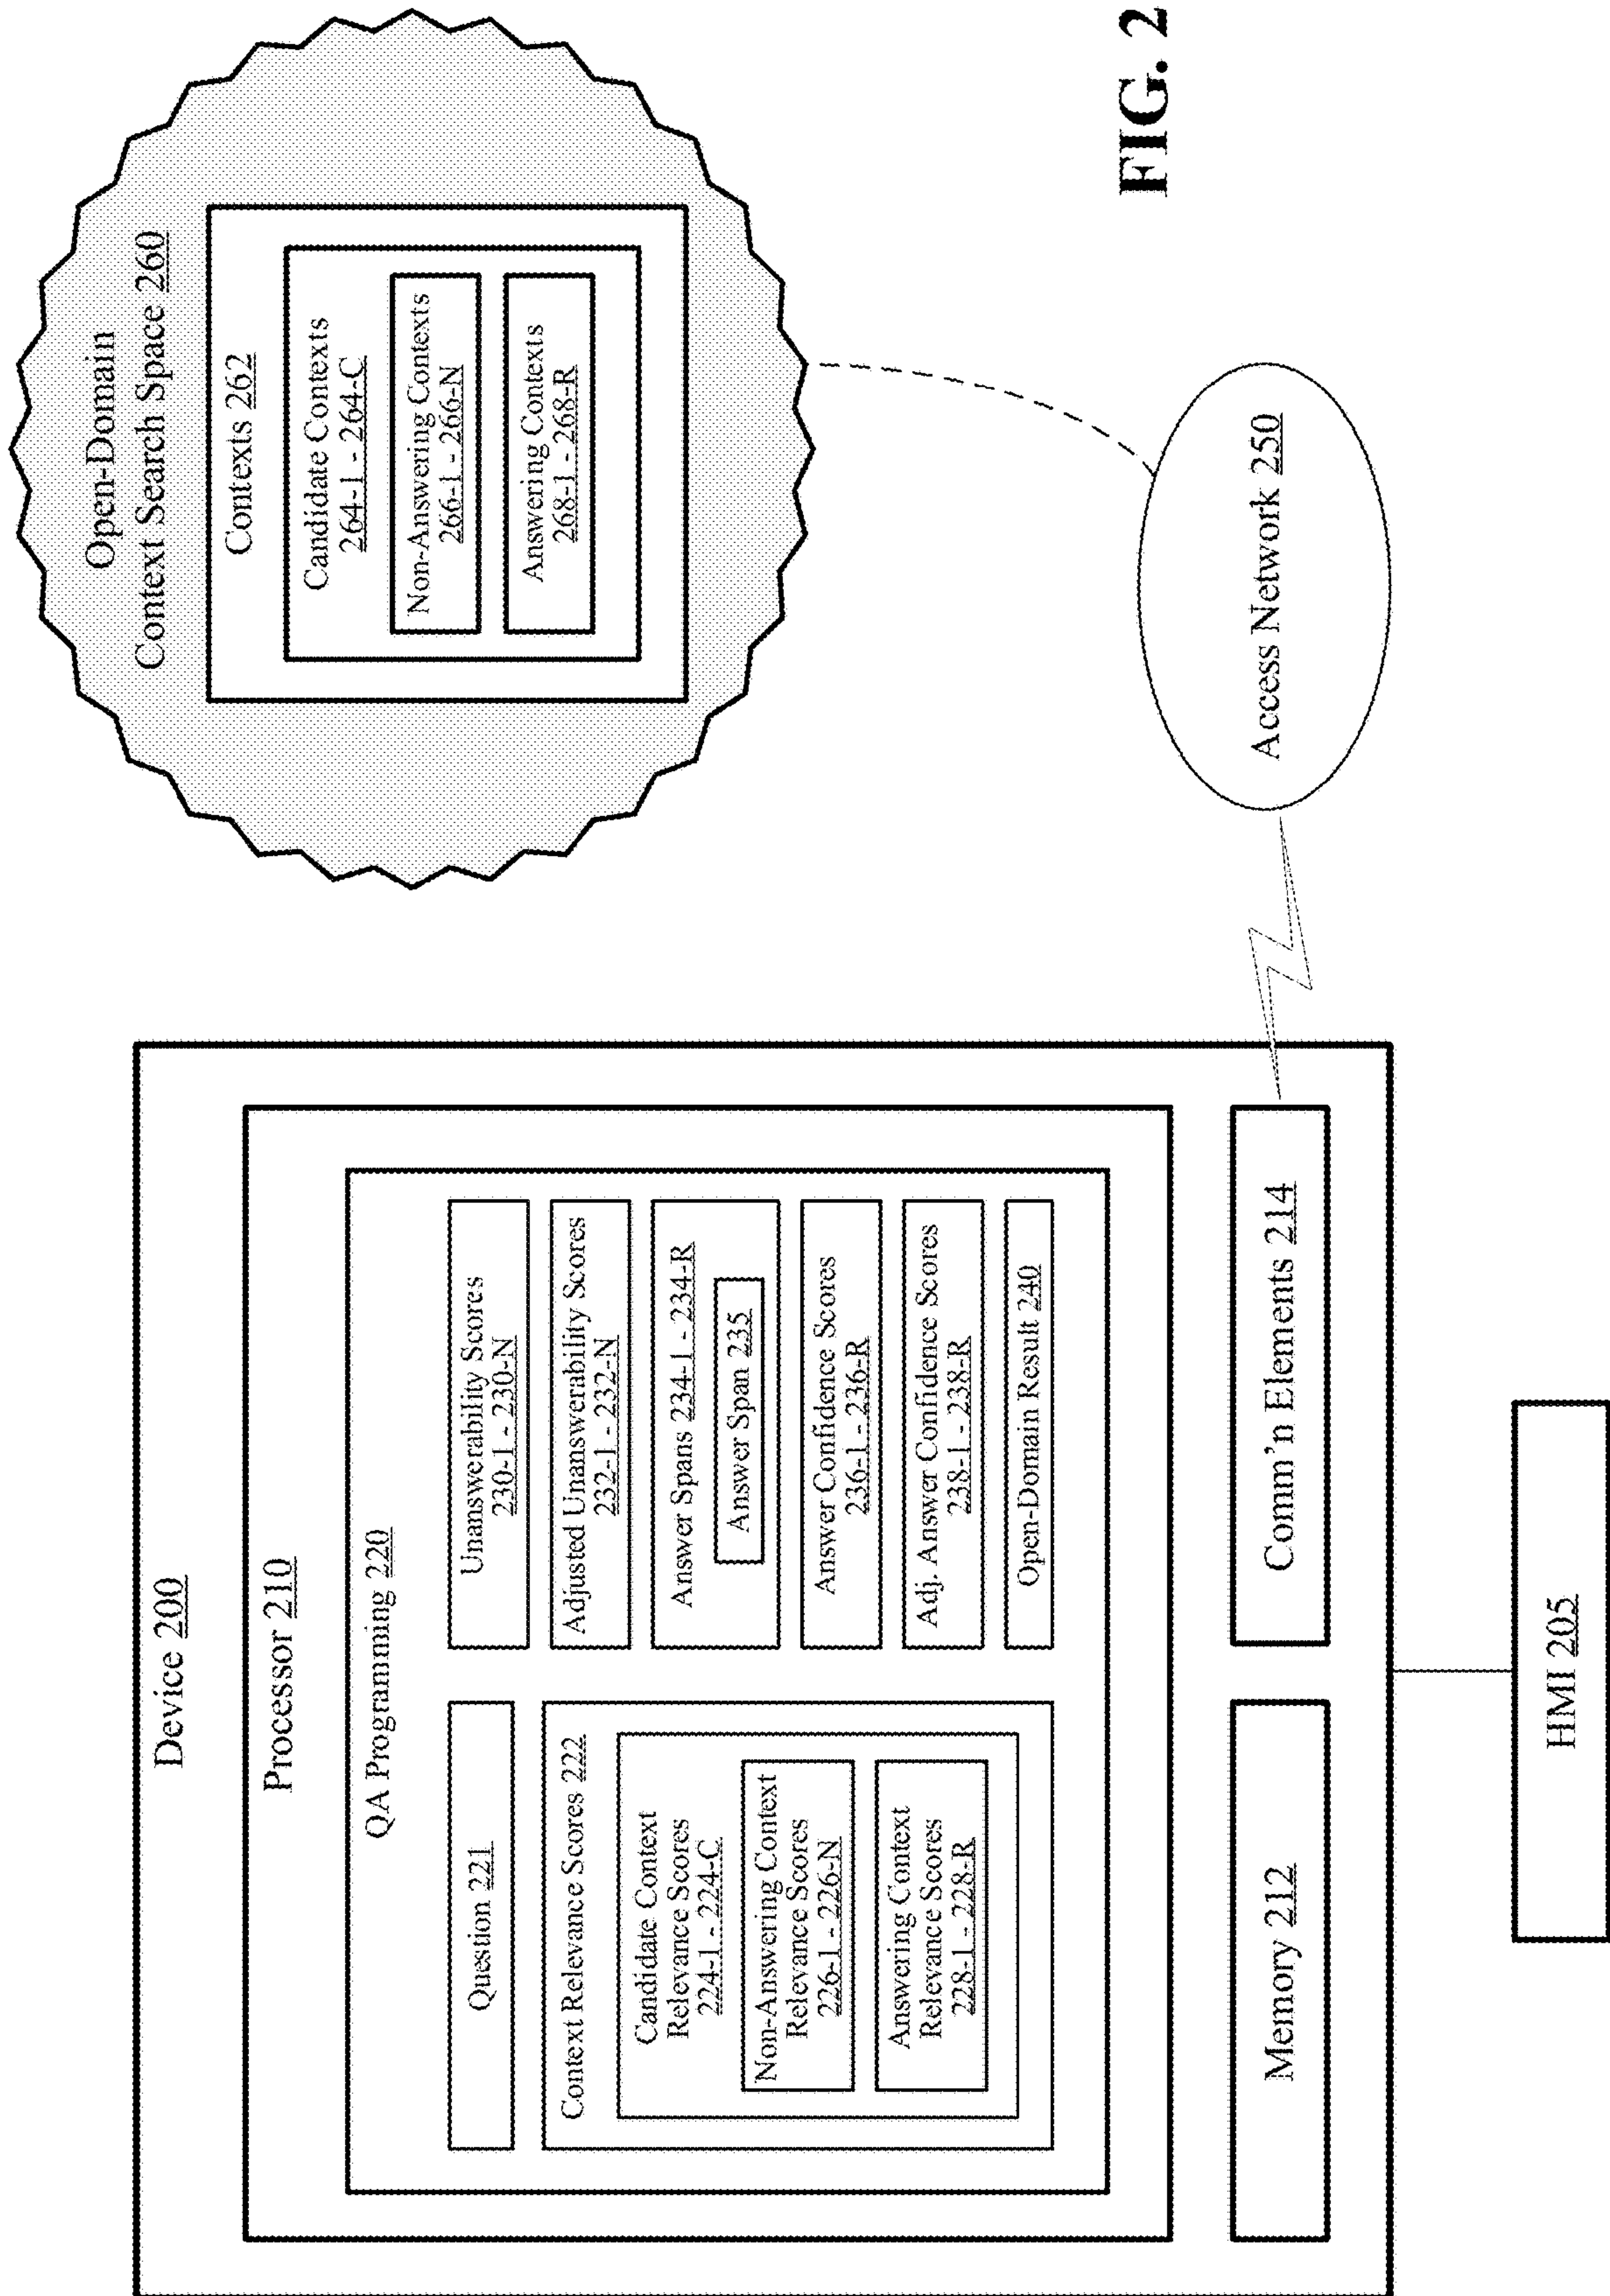 Device 200
Processor 210
QA Programming 220
Question 221
Context Relevance Scores 222
Candidate Context
Relevance Scores
224-1 - 224-C
Non-Answering Context
Relevance Scores
226-1 - 226-N
Answering Context
Relevance Scores
228-1 - 228-R
Unanswerability Scores
230-1 - 230-N
Adjusted Unanswerability Scores
232-1 - 232-N
Answer Spans 234-1 - 234-R
Answer Span 235
Answer Confidence Scores
236-1 - 236-R
Adj. Answer Confidence Scores
238-1 - 238-R
Open-Domain Result 240
Memory 212
Comm’n Elements 214
HMI 205
Open-Domain
Context Search Space 260
Contexts 262
Candidate Contexts
264-1 - 264-C
Non-Answering Contexts
266-1 - 266-N
Answering Contexts
268-1 - 268-R
Access Network 250
FIG. 2